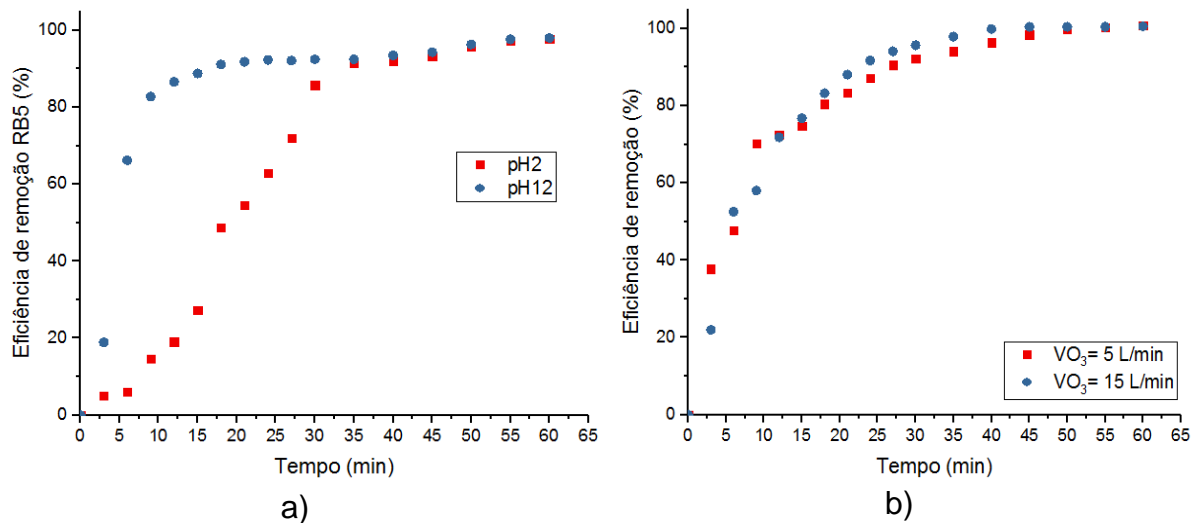 Eficiência de remoção RB5 (%)
100
80
60
40
20
0
0 5 10 15 20 25 30 35 40 45 50 55 60 65
Tempo (min)
pH2
pH12
a)
Eficiência de remoção (%)
100
80
60
40
20
0
0 5 10 15 20 25 30 35 40 45 50 55 60 65
Tempo (min)
VO₃= 5 L/min
VO₃= 15 L/min
b)